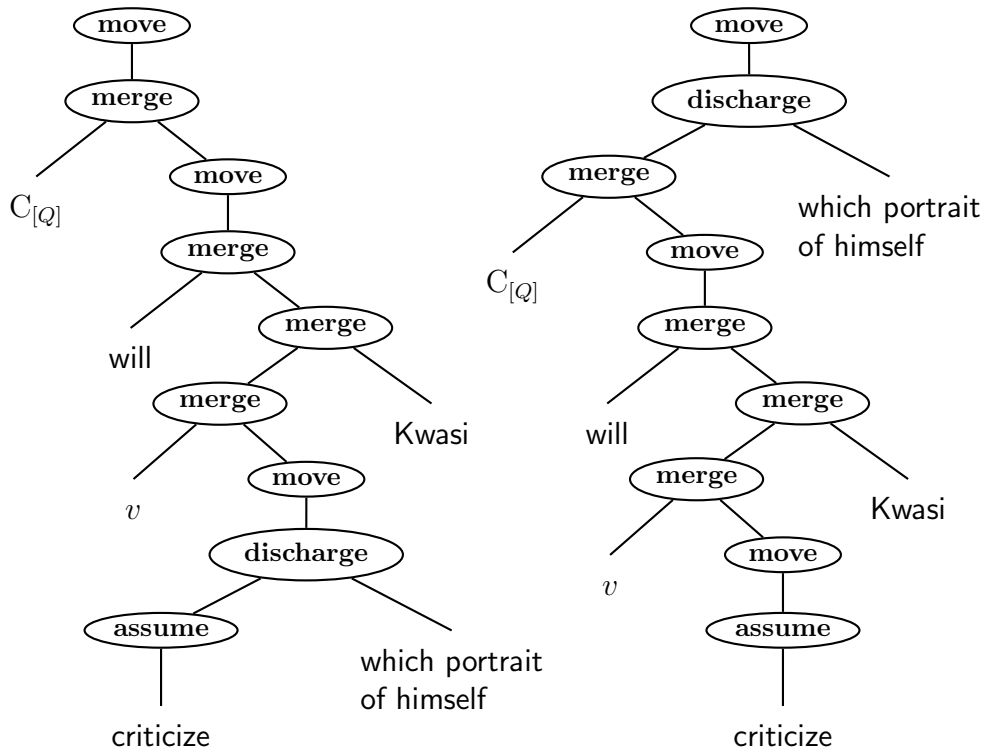 move
merge
C[Q]
move
merge
will
merge
merge
Kwasi
v
move
discharge
assume
which portrait
of himself
criticize
move
discharge
merge
which portrait
of himself
C[Q]
move
merge
will
merge
merge
Kwasi
v
move
assume
criticize